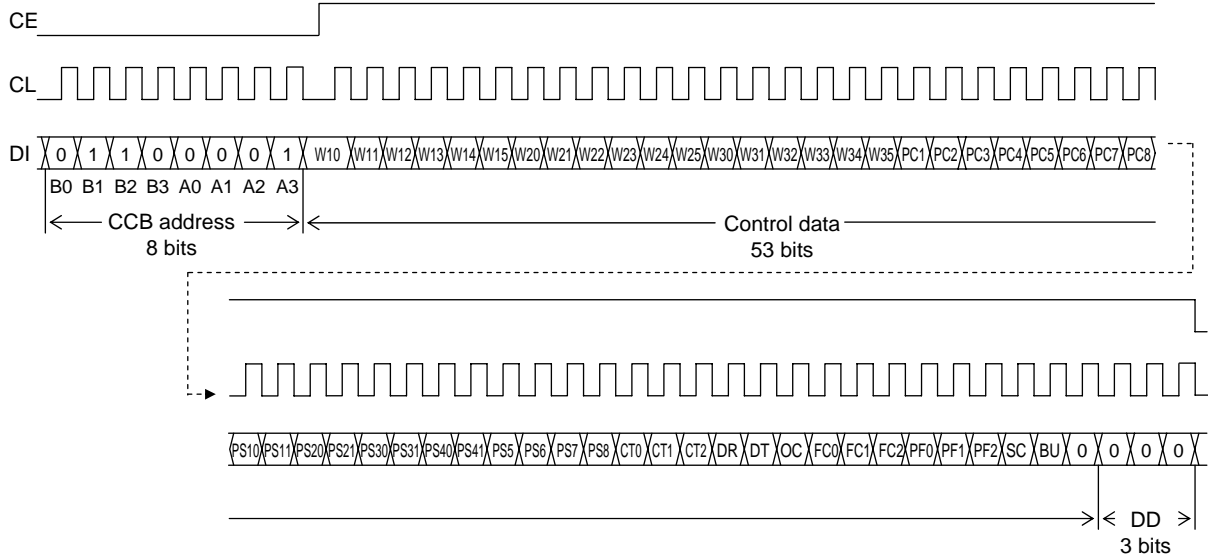 CE
CL
DI 0 1 1 0 0 0 0 1 W10 W11 W12 W13 W14 W15 W20 W21 W22 W23 W24 W25 W30 W31 W32 W33 W34 W35 PC1 PC2 PC3 PC4 PC5 PC6 PC7 PC8
B0 B1 B2 B3 A0 A1 A2 A3
CCB address
8 bits
Control data
53 bits
PS10 PS11 PS20 PS21 PS30 PS31 PS40 PS41 PS5 PS6 PS7 PS8 CT0 CT1 CT2 DR DT OC FC0 FC1 FC2 PF0 PF1 PF2 SC BU 0 0 0 0
DD
3 bits